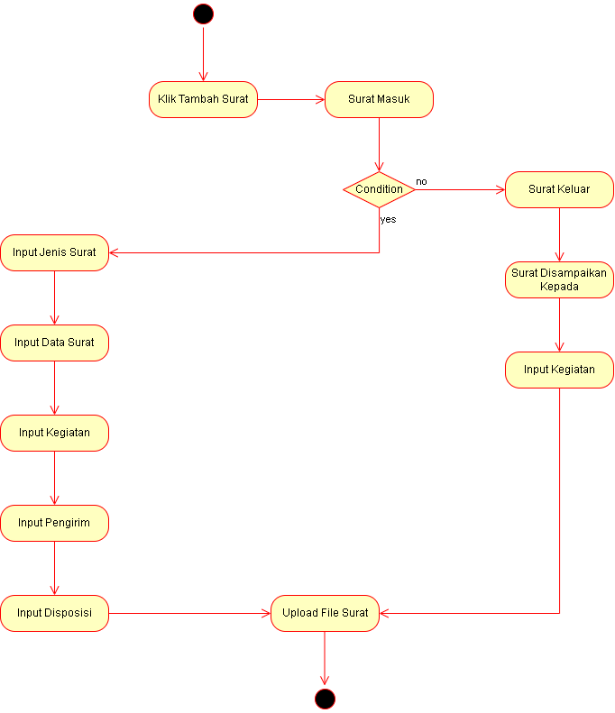 Klik Tambah Surat
Surat Masuk
Condition
no
Surat Keluar
yes
Input Jenis Surat
Surat Disampaikan
Kepada
Input Data Surat
Input Kegiatan
Input Kegiatan
Input Pengirim
Input Disposisi
Upload File Surat